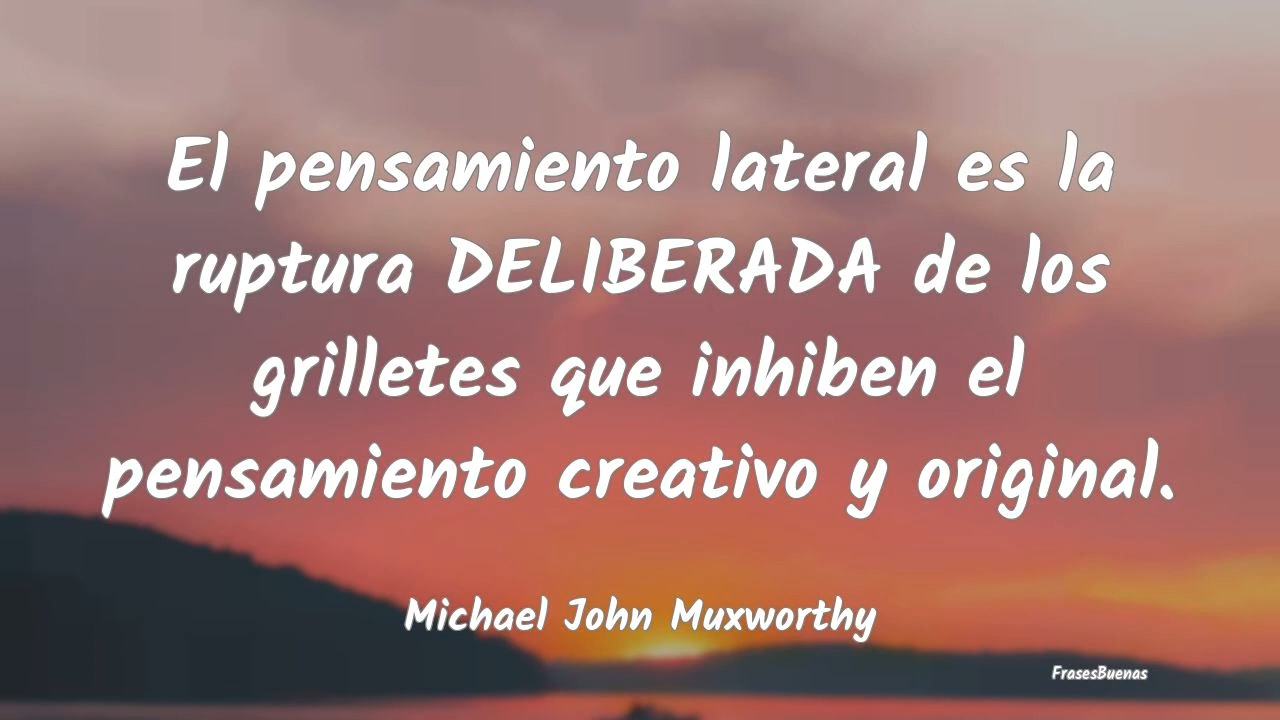 El pensamiento lateral es la
ruptura DELIBERADA de los
grilletes que inhiben el
pensamiento creativo y original.
Michael John Muxworthy
FrasesBuenas